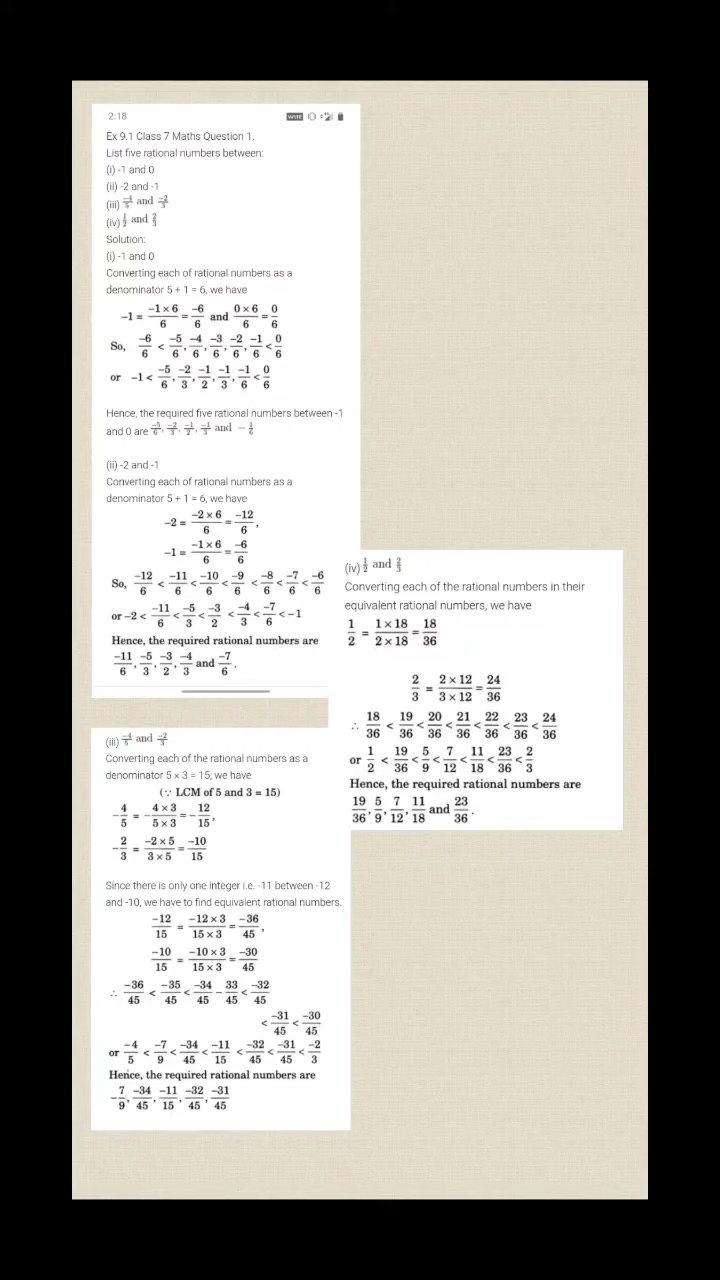 2:18
WATE
Ex 9.1 Class 7 Maths Question 1.
List five rational numbers between:
(i) -1 and 0
(ii) -2 and -1
(iii) -4/5 and -2/3
(iv) 1/2 and 2/3
Solution:
(i) -1 and 0
Converting each of rational numbers as a
denominator 5 + 1 = 6, we have
-1 = -1 × 6/6 = -6/6 and 0 × 6/6 = 0/6
So, -6/6 < -5/6, -4/6, -3/6, -2/6, -1/6 < 0/6
or -1 < -5/6, -2/3, -1/2, -1/3, -1/6 < 0/6
Hence, the required five rational numbers between -1
and 0 are -5/6, -2/3, -1/2, -1/3 and - 1/6
(ii) -2 and -1
Converting each of rational numbers as a
denominator 5 + 1 = 6, we have
-2 = -2 × 6/6 = -12/6,
-1 = -1 × 6/6 = -6/6
So, -12/6 < -11/6 < -10/6 < -9/6 < -8/6 < -7/6 < -6/6
or -2 < -11/6 < -5/3 < -3/2 < -4/3 < -7/6 < -1
Hence, the required rational numbers are
-11/6, -5/3, -3/2, -4/3 and -7/6.
(iii) -4/5 and -2/3
Converting each of the rational numbers as a
denominator 5 × 3 = 15, we have
(∵ LCM of 5 and 3 = 15)
-4/5 = -4 × 3/5 × 3 = -12/15,
-2/3 = -2 × 5/3 × 5 = -10/15
Since there is only one integer i.e. -11 between -12
and -10, we have to find equivalent rational numbers.
-12/15 = -12 × 3/15 × 3 = -36/45,
-10/15 = -10 × 3/15 × 3 = -30/45
∴ -36/45 < -35/45 < -34/45 - 33/45 < -32/45
< -31/45 < -30/45
or -4/5 < -7/9 < -34/45 < -11/15 < -32/45 < -31/45 < -2/3
Hence, the required rational numbers are
-7/9, -34/45, -11/15, -32/45, -31/45
(iv) 1/2 and 2/3
Converting each of the rational numbers in their
equivalent rational numbers, we have
1/2 = 1 × 18/2 × 18 = 18/36
2/3 = 2 × 12/3 × 12 = 24/36
∴ 18/36 < 19/36 < 20/36 < 21/36 < 22/36 < 23/36 < 24/36
or 1/2 < 19/36 < 5/9 < 7/12 < 11/18 < 23/36 < 2/3
Hence, the required rational numbers are
19/36, 5/9, 7/12, 11/18 and 23/36.